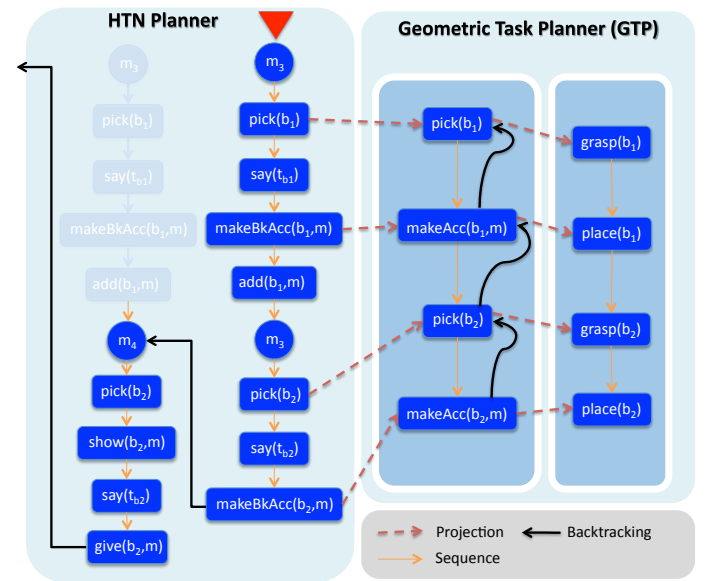 HTN Planner
m3
pick(b1)
say(tb1)
makeBkAcc(b1,m)
add(b1,m)
m4
pick(b2)
show(b2,m)
say(tb2)
give(b2,m)
m3
pick(b1)
say(tb1)
makeBkAcc(b1,m)
add(b1,m)
m3
pick(b2)
say(tb2)
makeBkAcc(b2,m)
Geometric Task Planner (GTP)
pick(b1)
makeAcc(b1,m)
pick(b2)
makeAcc(b2,m)
grasp(b1)
place(b1)
grasp(b2)
place(b2)
Projection
Backtracking
Sequence